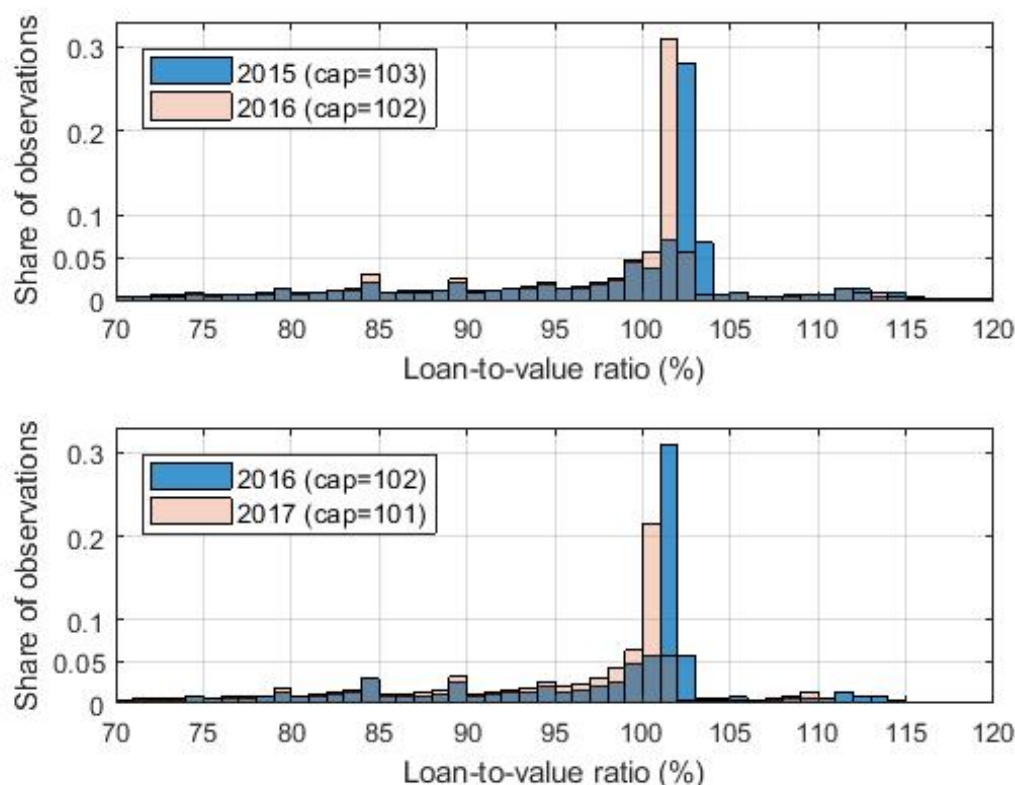 Share of observations
0.3
0.2
0.1
0.05
0
2015 (cap=103)
2016 (cap=102)
70 75 80 85 90 95 100 105 110 115 120
Loan-to-value ratio (%)
Share of observations
0.3
0.2
0.1
0.05
0
2016 (cap=102)
2017 (cap=101)
70 75 80 85 90 95 100 105 110 115 120
Loan-to-value ratio (%)